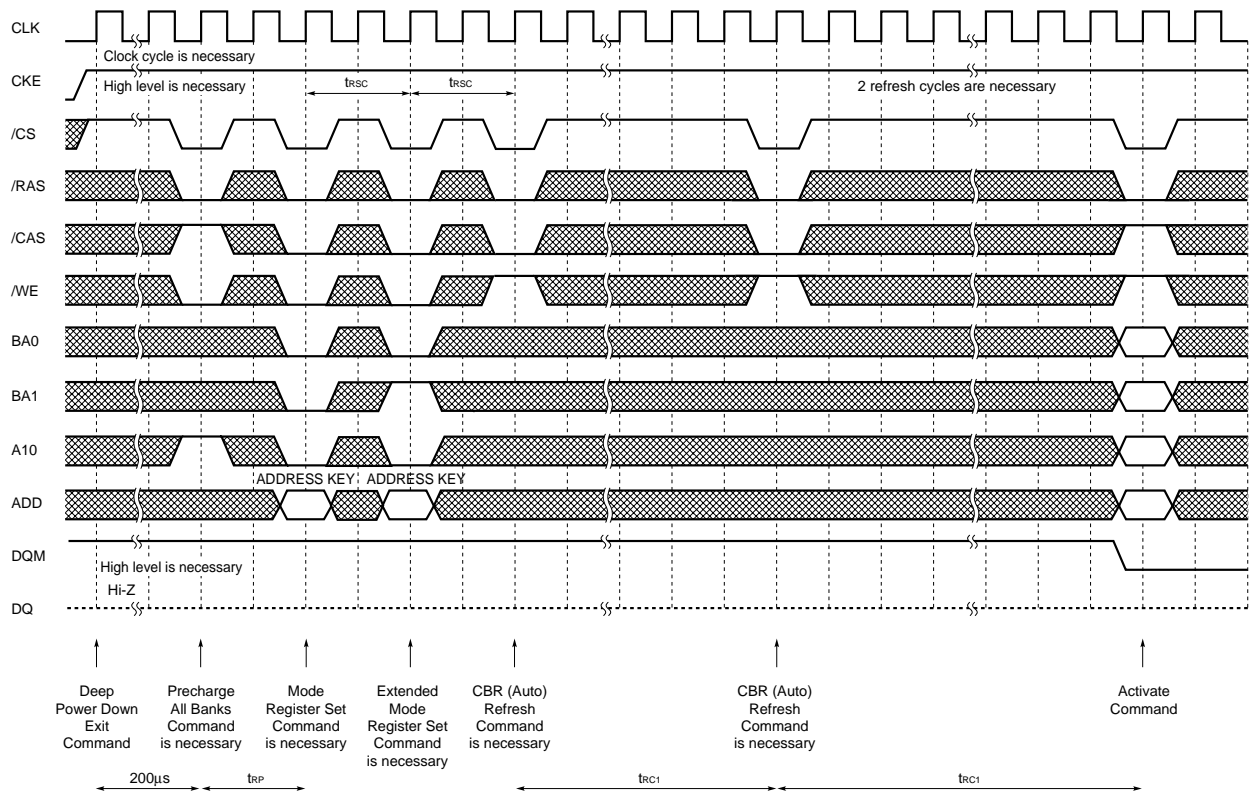 CLK
Clock cycle is necessary
CKE
High level is necessary
tRSC
tRSC
2 refresh cycles are necessary
/CS
/RAS
/CAS
/WE
BA0
BA1
A10
ADDRESS KEY
ADDRESS KEY
ADD
DQM
High level is necessary
Hi-Z
DQ
Deep
Power Down
Exit
Command
Precharge
All Banks
Command
is necessary
Mode
Register Set
Command
is necessary
Extended
Mode
Register Set
Command
is necessary
CBR (Auto)
Refresh
Command
is necessary
CBR (Auto)
Refresh
Command
is necessary
Activate
Command
200μs
tRP
tRC1
tRC1